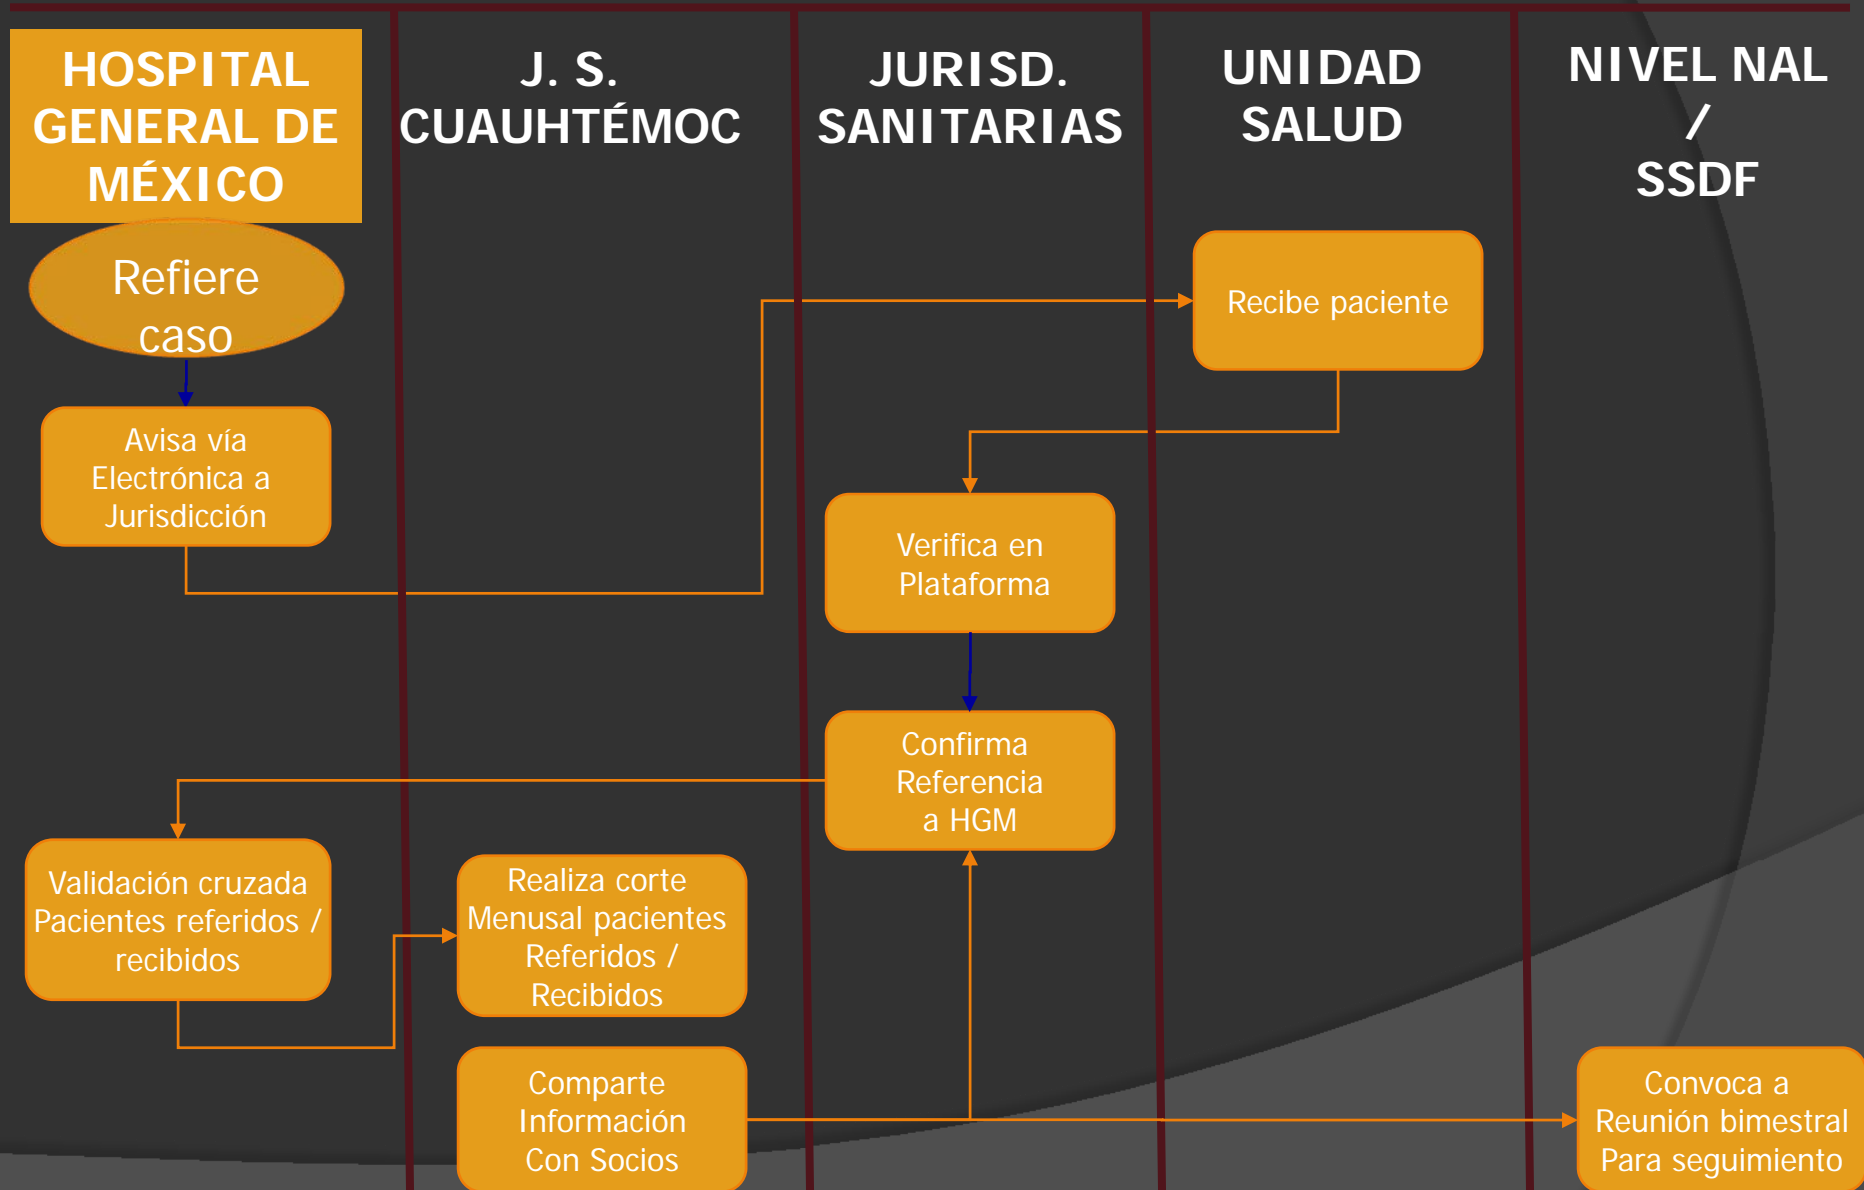 HOSPITAL
GENERAL DE
MÉXICO
J. S.
CUAUHTÉMOC
JURISD.
SANITARIAS
UNIDAD
SALUD
NIVEL NAL
/
SSDF
Refiere
caso
Recibe paciente
Avisa vía
Electrónica a
Jurisdicción
Verifica en
Plataforma
Confirma
Referencia
a HGM
Validación cruzada
Pacientes referidos /
recibidos
Realiza corte
Menusal pacientes
Referidos /
Recibidos
Comparte
Información
Con Socios
Convoca a
Reunión bimestral
Para seguimiento